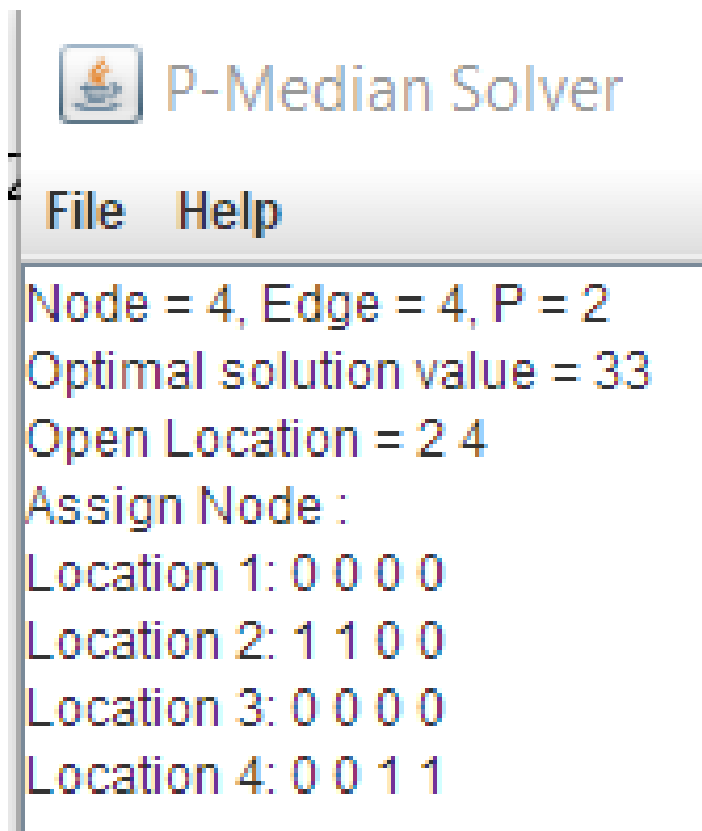 P-Median Solver
File Help
Node = 4, Edge = 4, P = 2
Optimal solution value = 33
Open Location = 2 4
Assign Node :
Location 1: 0 0 0 0
Location 2: 1 1 0 0
Location 3: 0 0 0 0
Location 4: 0 0 1 1